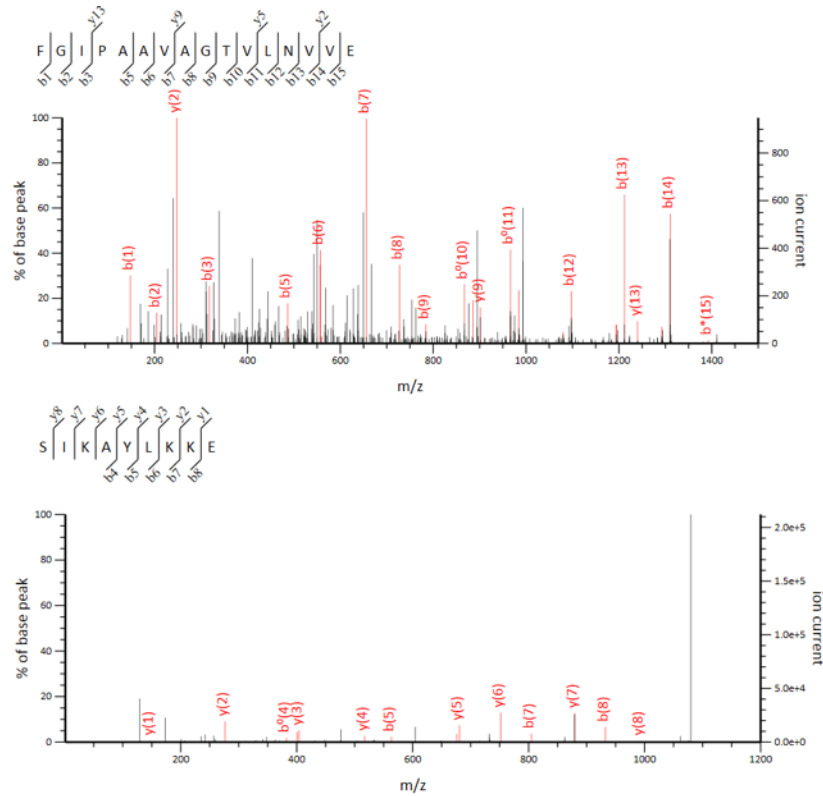 y13 y9 y5 y2
F G I P A A V A G T V L N V V E
b1 b2 b3 b5 b6 b7 b8 b9 b10 b11 b12 b13 b14 b15
y(2) b(7)
b(13)
b(14)
b(6) b⁰(11)
b(1) b(3) b(8) b⁰(10)
b(2) b(5) b(9) y(9) b(12) y(13) b*(15)
% of base peak
100
80
60
40
20
0
ion current
800
600
400
200
0
200 400 600 800 1000 1200 1400
m/z
y8 y7 y6 y5 y4 y3 y2 y1
S I K A Y L K K E
b4 b5 b6 b7 b8
% of base peak
100
80
60
40
20
0
ion current
2.0e+5
1.5e+5
1.0e+5
5.0e+4
0.0e+0
y(1) y(2) b⁰(4) y(3) y(4) b(5) y(5) y(6) b(7) y(7) b(8) y(8)
200 400 600 800 1000 1200
m/z